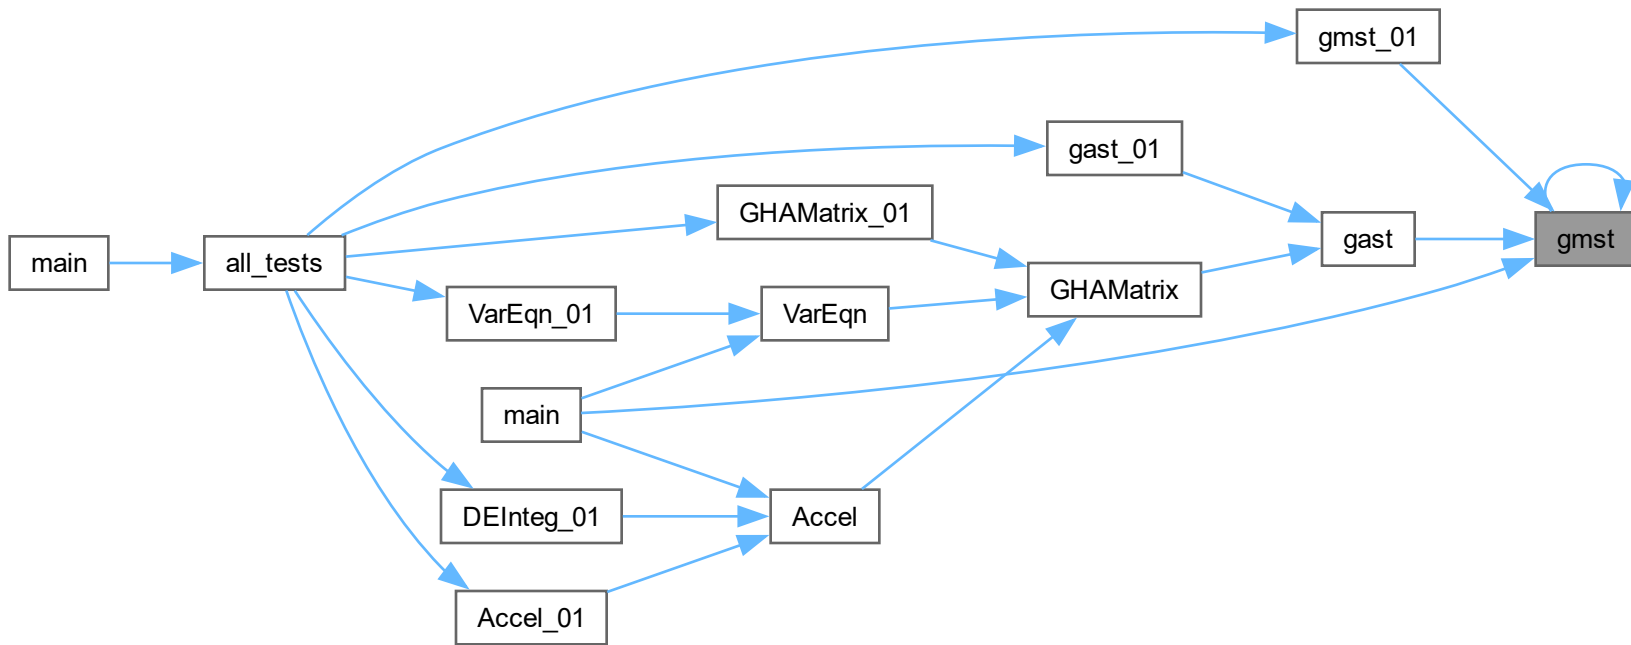 gmst_01
gast_01
GHAMatrix_01
gast
gmst
main
all_tests
GHAMatrix
VarEqn_01
VarEqn
main
DEInteg_01
Accel
Accel_01